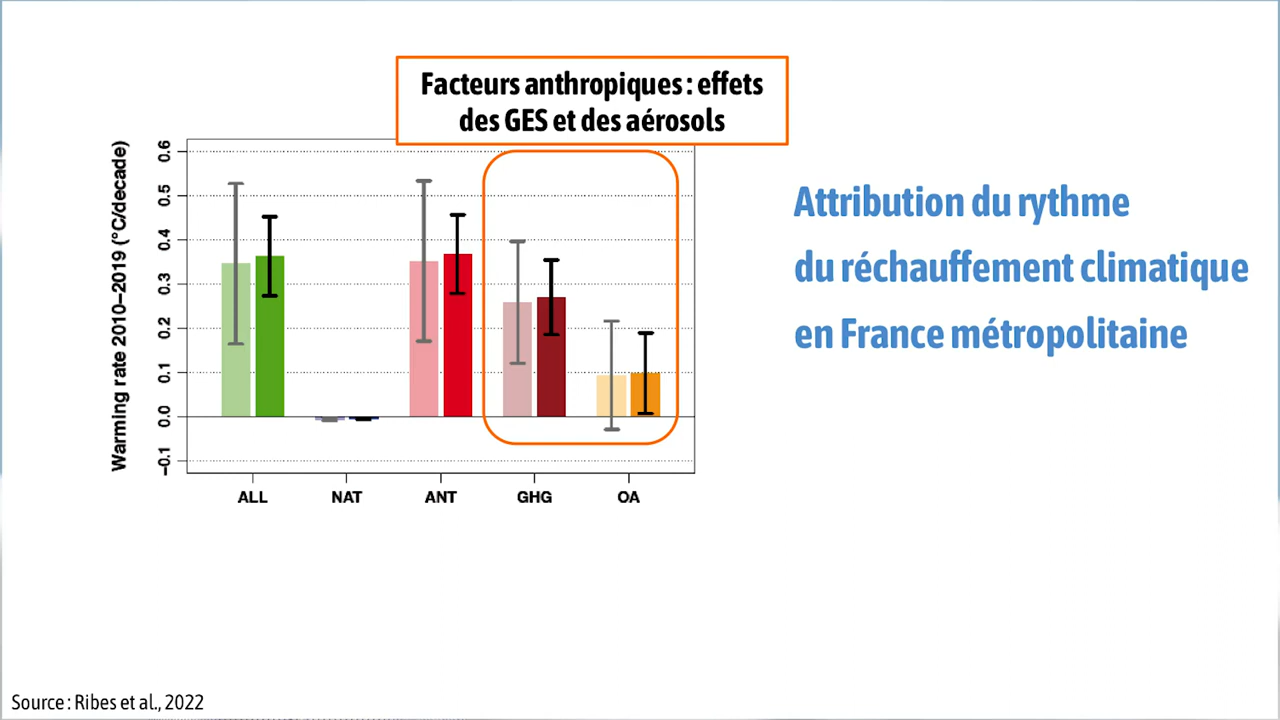 Facteurs anthropiques : effets
des GES et des aérosols
Warming rate 2010–2019 (°C/decade)
0.6
0.5
0.4
0.3
0.2
0.1
0.0
−0.1
ALL NAT ANT GHG OA
Attribution du rythme
du réchauffement climatique
en France métropolitaine
Source : Ribes et al., 2022